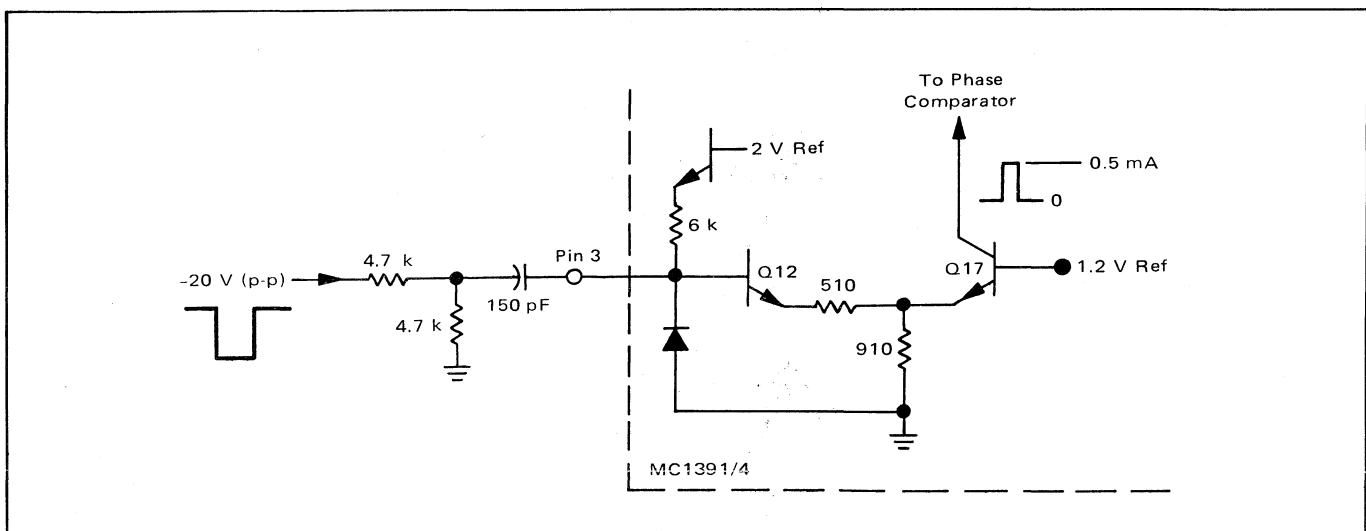 To Phase
Comparator
2 V Ref
0.5 mA
0
6 k
4.7 k
Pin 3
Q12
Q17
1.2 V Ref
–20 V (p-p)
510
150 pF
4.7 k
910
MC1391/4